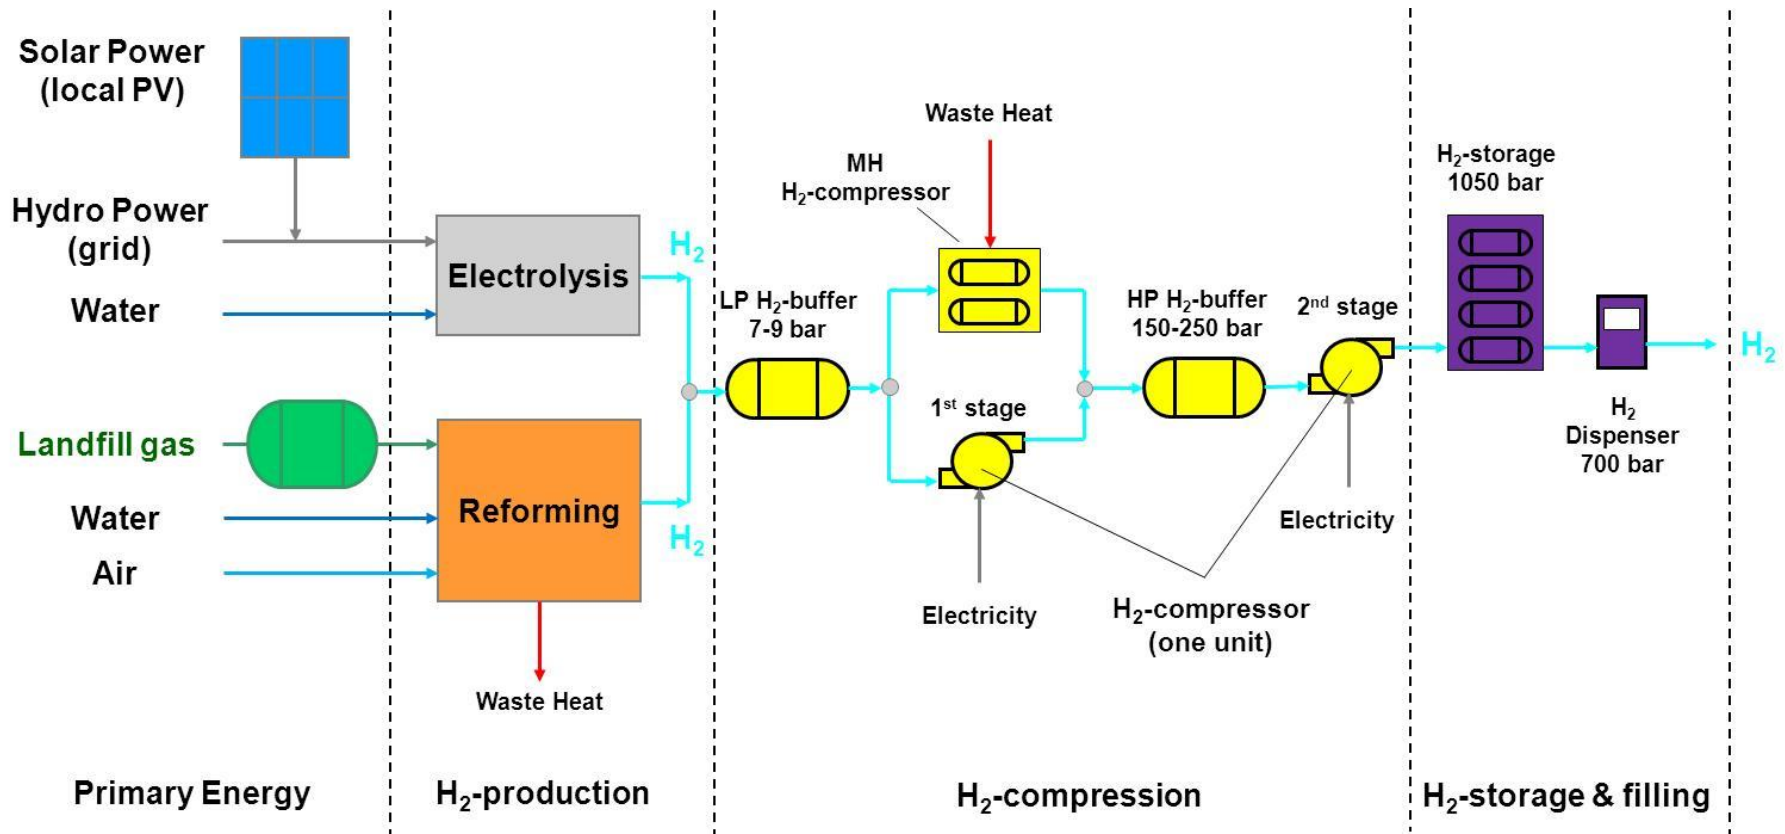 Solar Power
(local PV)
Hydro Power
(grid)
Water
Landfill gas
Water
Air
Electrolysis
H₂
Reforming
H₂
Waste Heat
LP H₂-buffer
7-9 bar
Waste Heat
MH
H₂-compressor
1ˢᵗ stage
Electricity
HP H₂-buffer
150-250 bar
2ⁿᵈ stage
Electricity
H₂-compressor
(one unit)
H₂-storage
1050 bar
H₂
Dispenser
700 bar
H₂
Primary Energy
H₂-production
H₂-compression
H₂-storage & filling